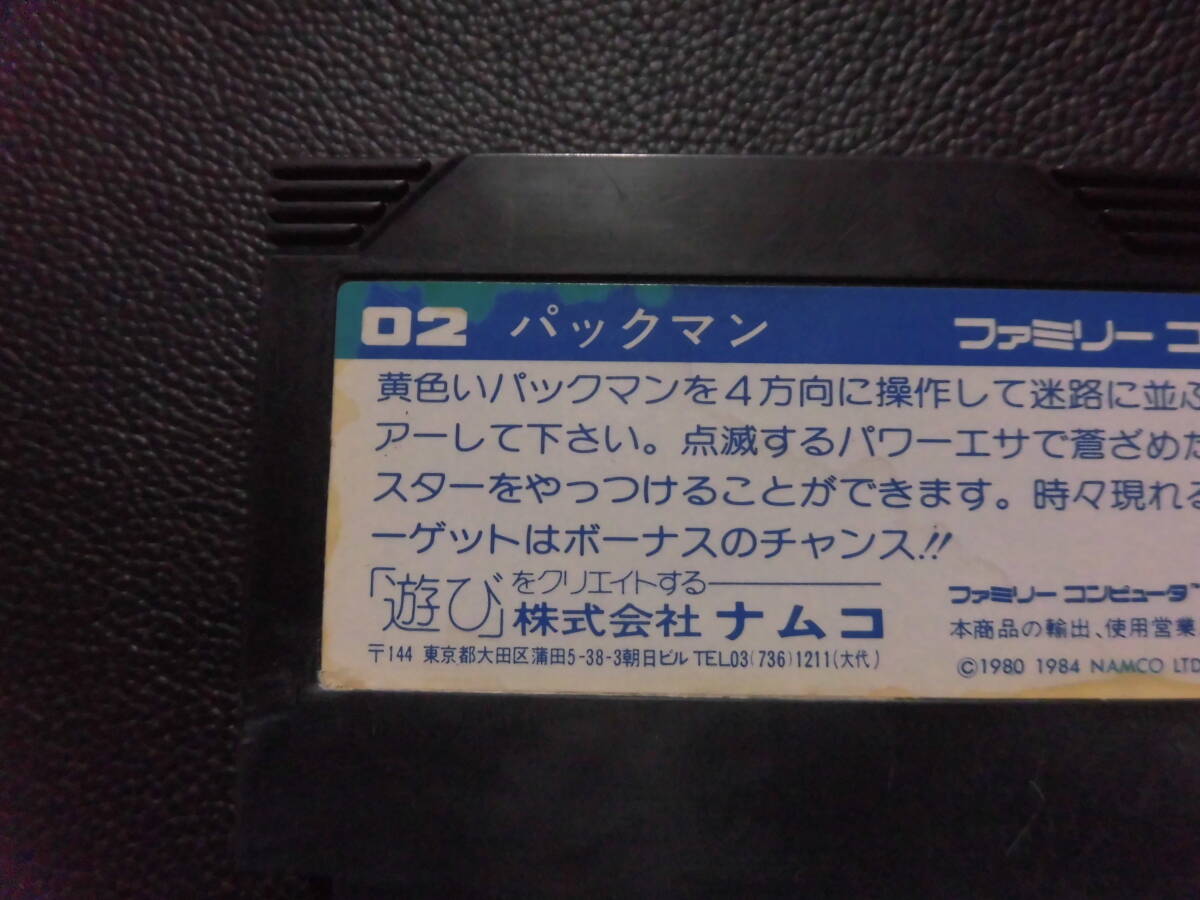 02 パックマン ファミリー コ
黄色いパックマンを4方向に操作して迷路に並ぶ
アーして下さい。点滅するパワーエサで蒼ざめた
スターをやっつけることができます。時々現れる
ーゲットはボーナスのチャンス!!
「遊び」をクリエイトする
株式会社ナムコ
〒144 東京都大田区蒲田5-38-3朝日ビル TEL03(736)1211(大代)
ファミリー コンピュータ
本商品の輸出、使用営業
©1980 1984 NAMCO LTD